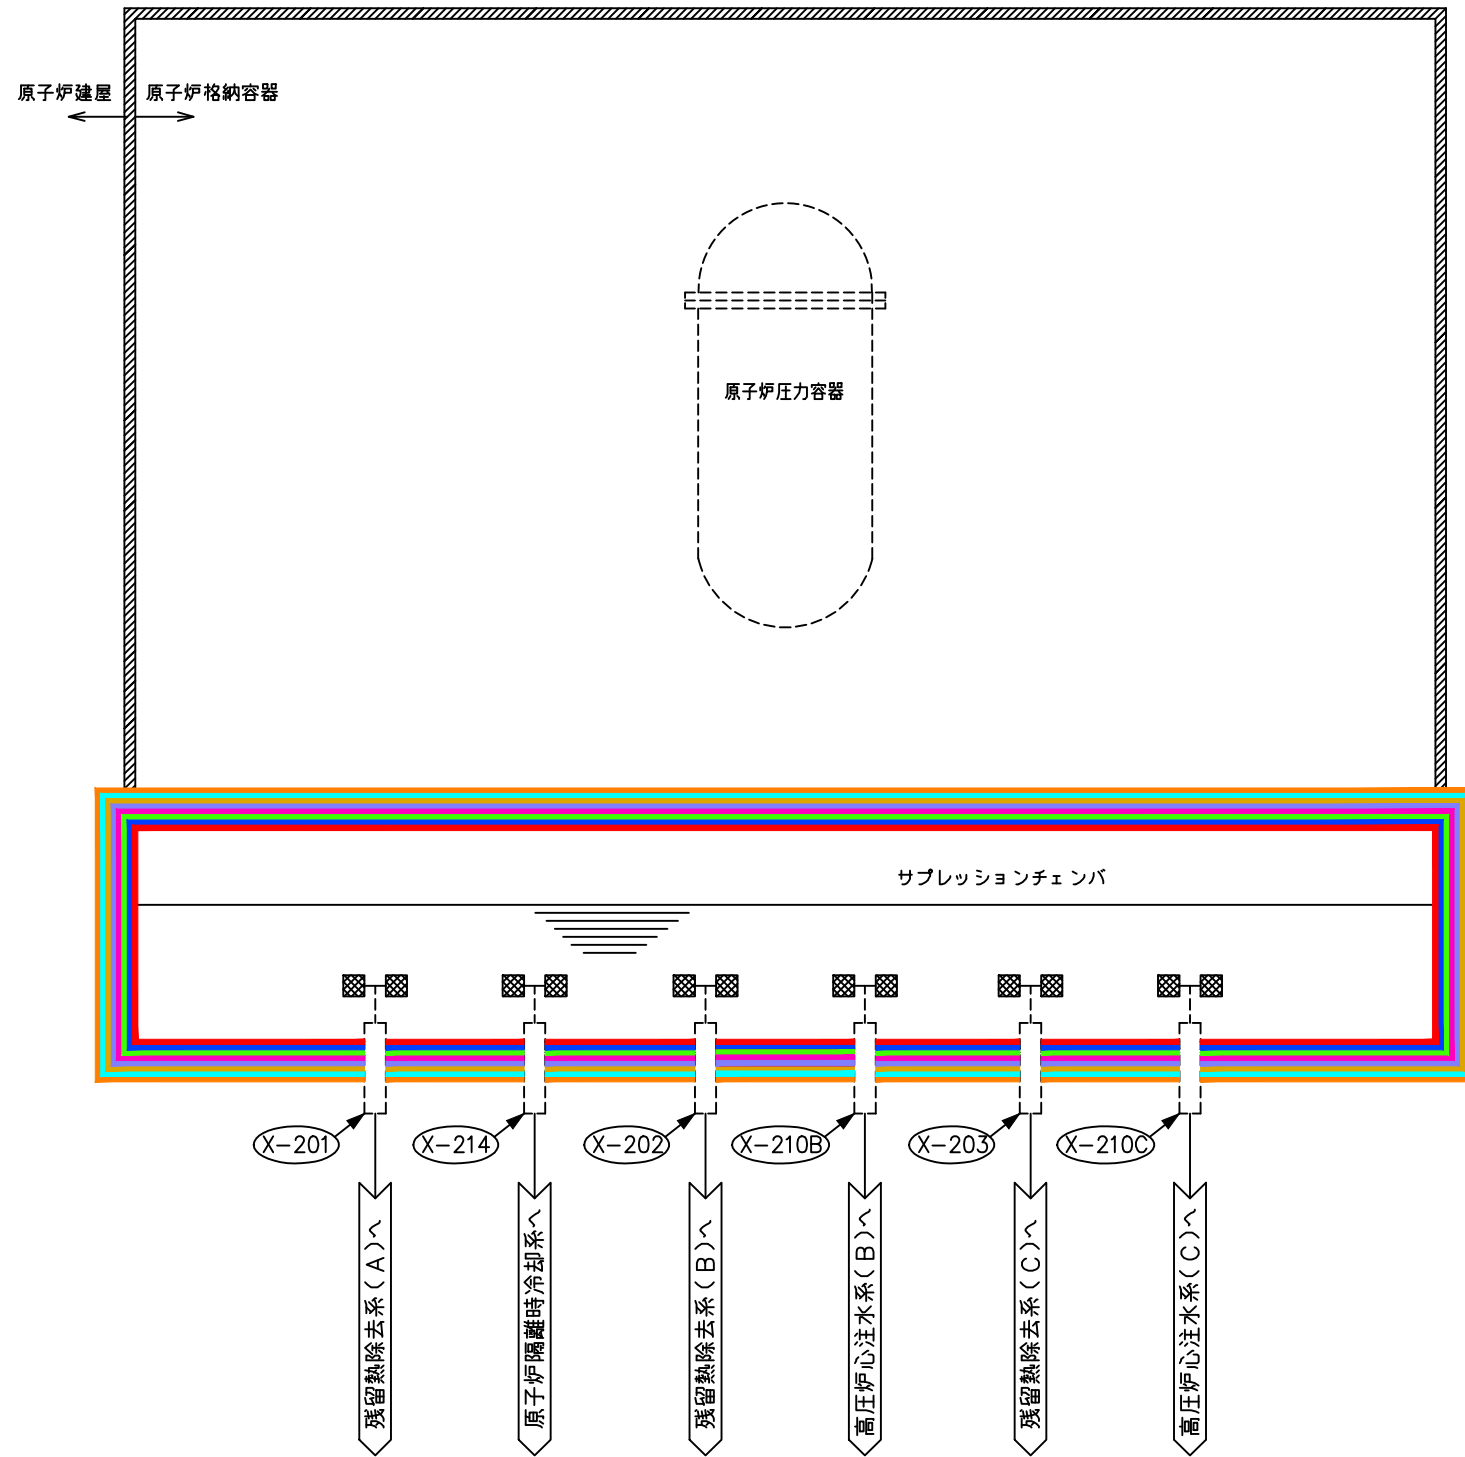 原子炉建屋
原子炉格納容器
原子炉圧力容器
サプレッションチェンバ
X-201
X-214
X-202
X-210B
X-203
X-210C
残留熱除去系(A)へ
原子炉隔離時冷却系へ
残留熱除去系(B)へ
高圧炉心注水系(B)へ
残留熱除去系(C)へ
高圧炉心注水系(C)へ